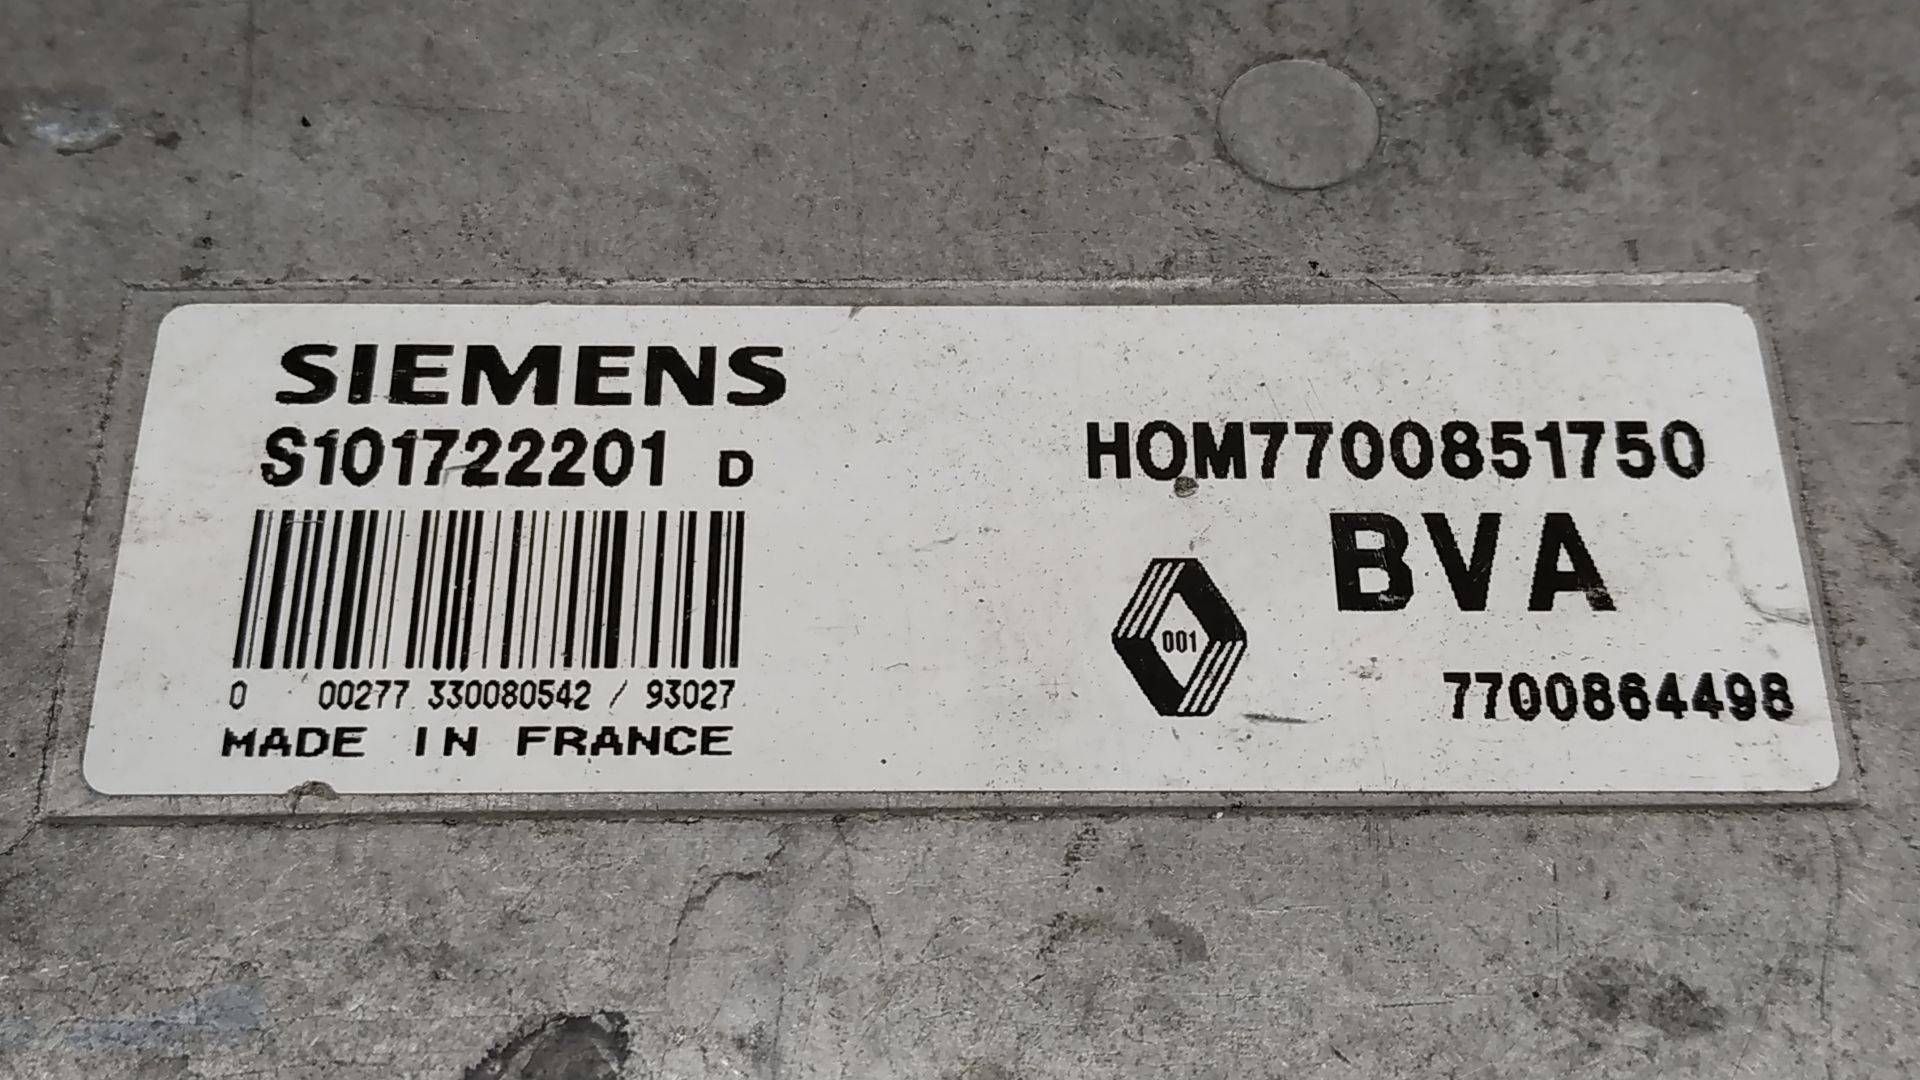 SIEMENS
S101722201 D
0 00277 330080542 / 93027
MADE IN FRANCE
HOM7700851750
BVA
001
7700864498